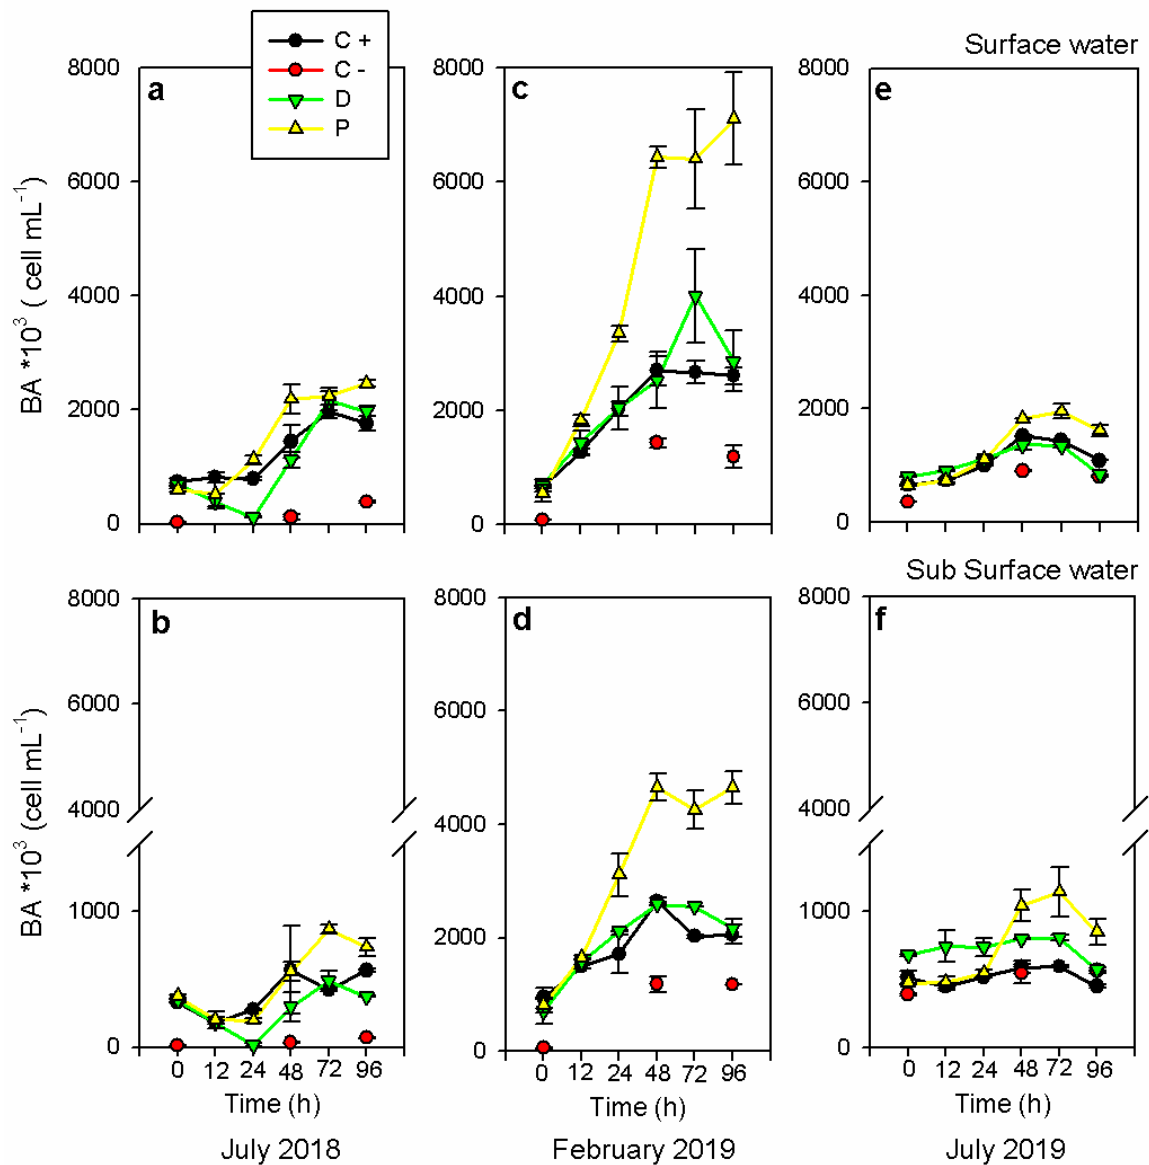 C +
C -
D
P
Surface water
a
8000
6000
4000
2000
0
BA *10³ ( cell mL⁻¹)
c
8000
6000
4000
2000
0
e
8000
6000
4000
2000
0
Sub Surface water
b
8000
6000
4000
1000
0
BA *10³ (cell mL⁻¹)
0 12 24 48 72 96
Time (h)
July 2018
d
8000
6000
4000
2000
0
0 12 24 48 72 96
Time (h)
February 2019
f
8000
6000
4000
1000
0
0 12 24 48 72 96
Time (h)
July 2019